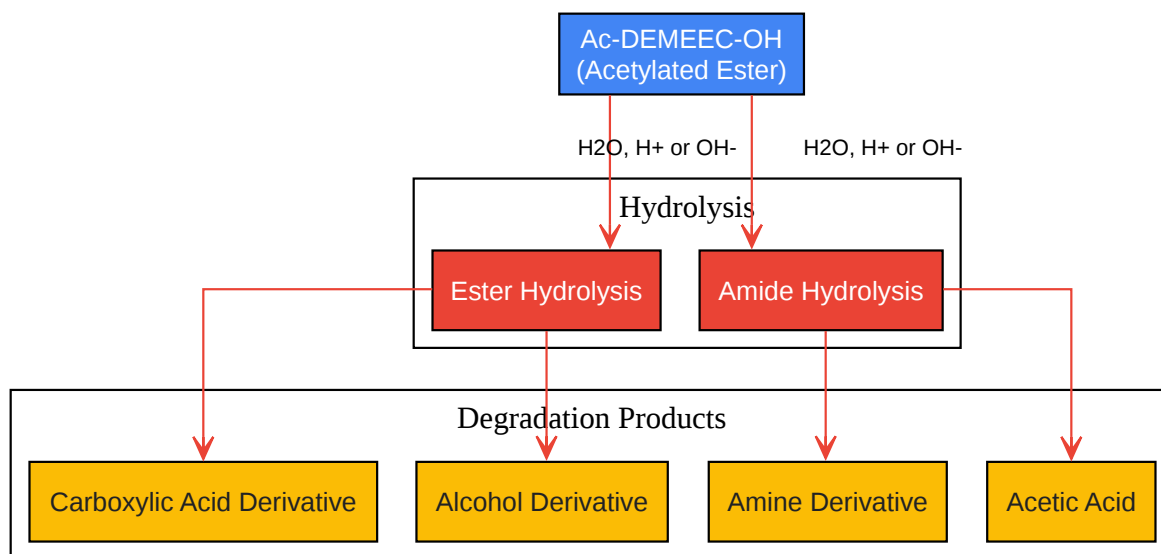 Ac-DEMEEC-OH
(Acetylated Ester)
H2O, H+ or OH-
H2O, H+ or OH-
Hydrolysis
Ester Hydrolysis
Amide Hydrolysis
Degradation Products
Carboxylic Acid Derivative
Alcohol Derivative
Amine Derivative
Acetic Acid